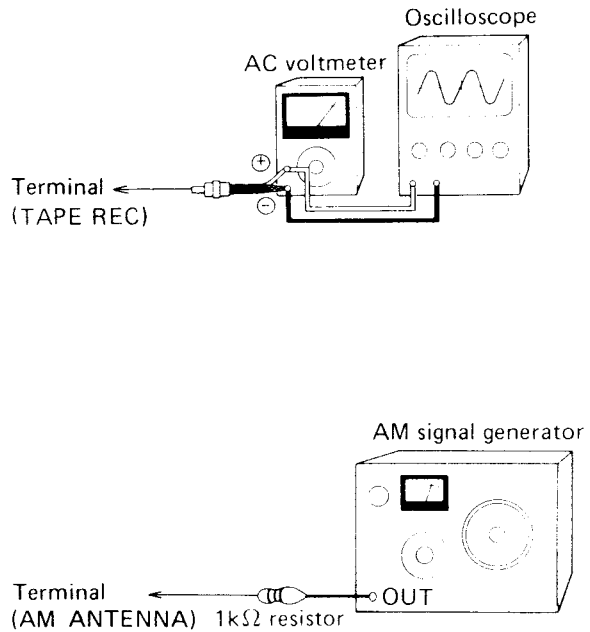 Oscilloscope
AC voltmeter
⊕
Terminal
(TAPE REC)
⊖
AM signal generator
OUT
Terminal
(AM ANTENNA) 1kΩ resistor